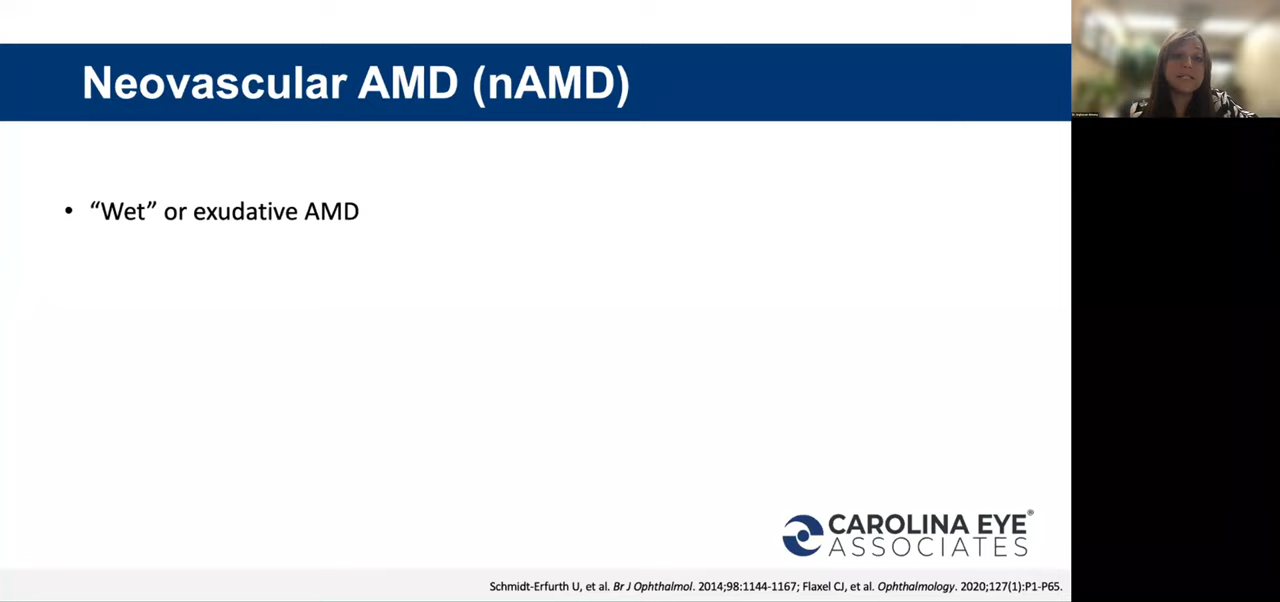 Neovascular AMD (nAMD)
• “Wet” or exudative AMD
CAROLINA EYE®
ASSOCIATES
Schmidt-Erfurth U, et al. Br J Ophthalmol. 2014;98:1144-1167; Flaxel CJ, et al. Ophthalmology. 2020;127(1):P1-P65.